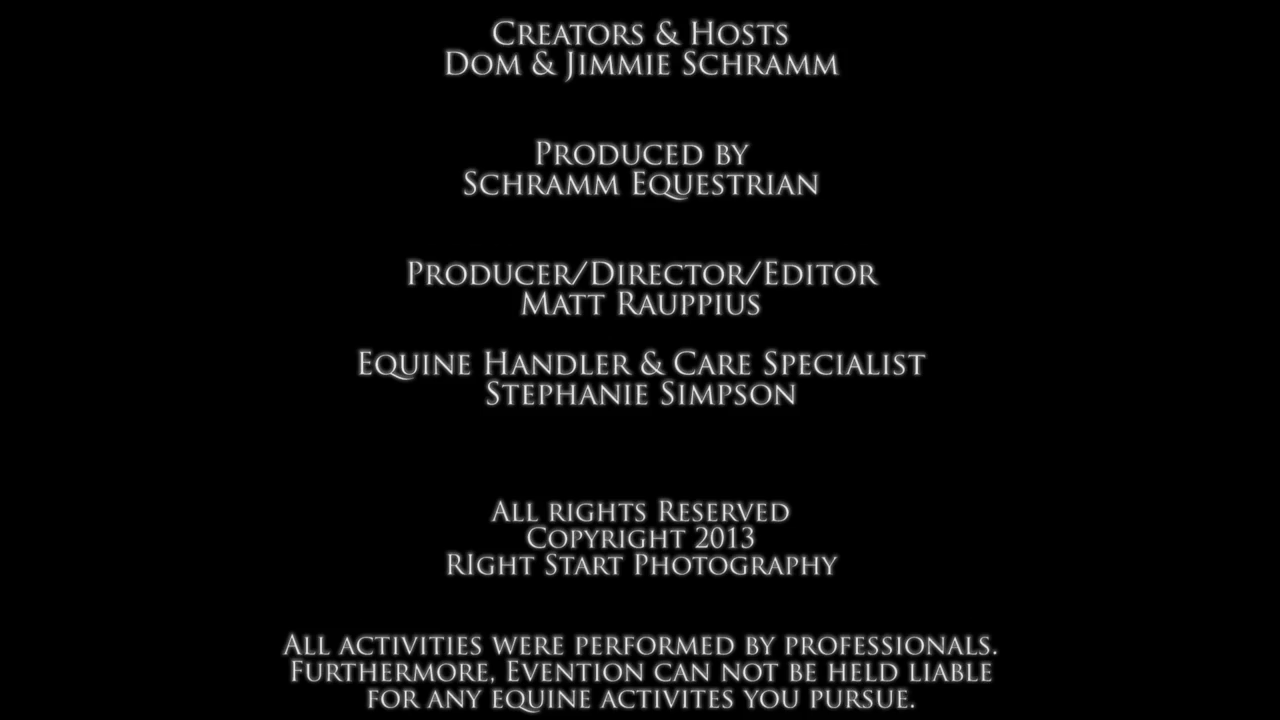 Creators & Hosts
Dom & Jimmie Schramm
Produced by
Schramm Equestrian
Producer/Director/Editor
Matt Rauppius
Equine Handler & Care Specialist
Stephanie Simpson
All rights Reserved
Copyright 2013
RIght Start Photography
All activities were performed by professionals.
Furthermore, Evention can not be held liable
for any equine activites you pursue.